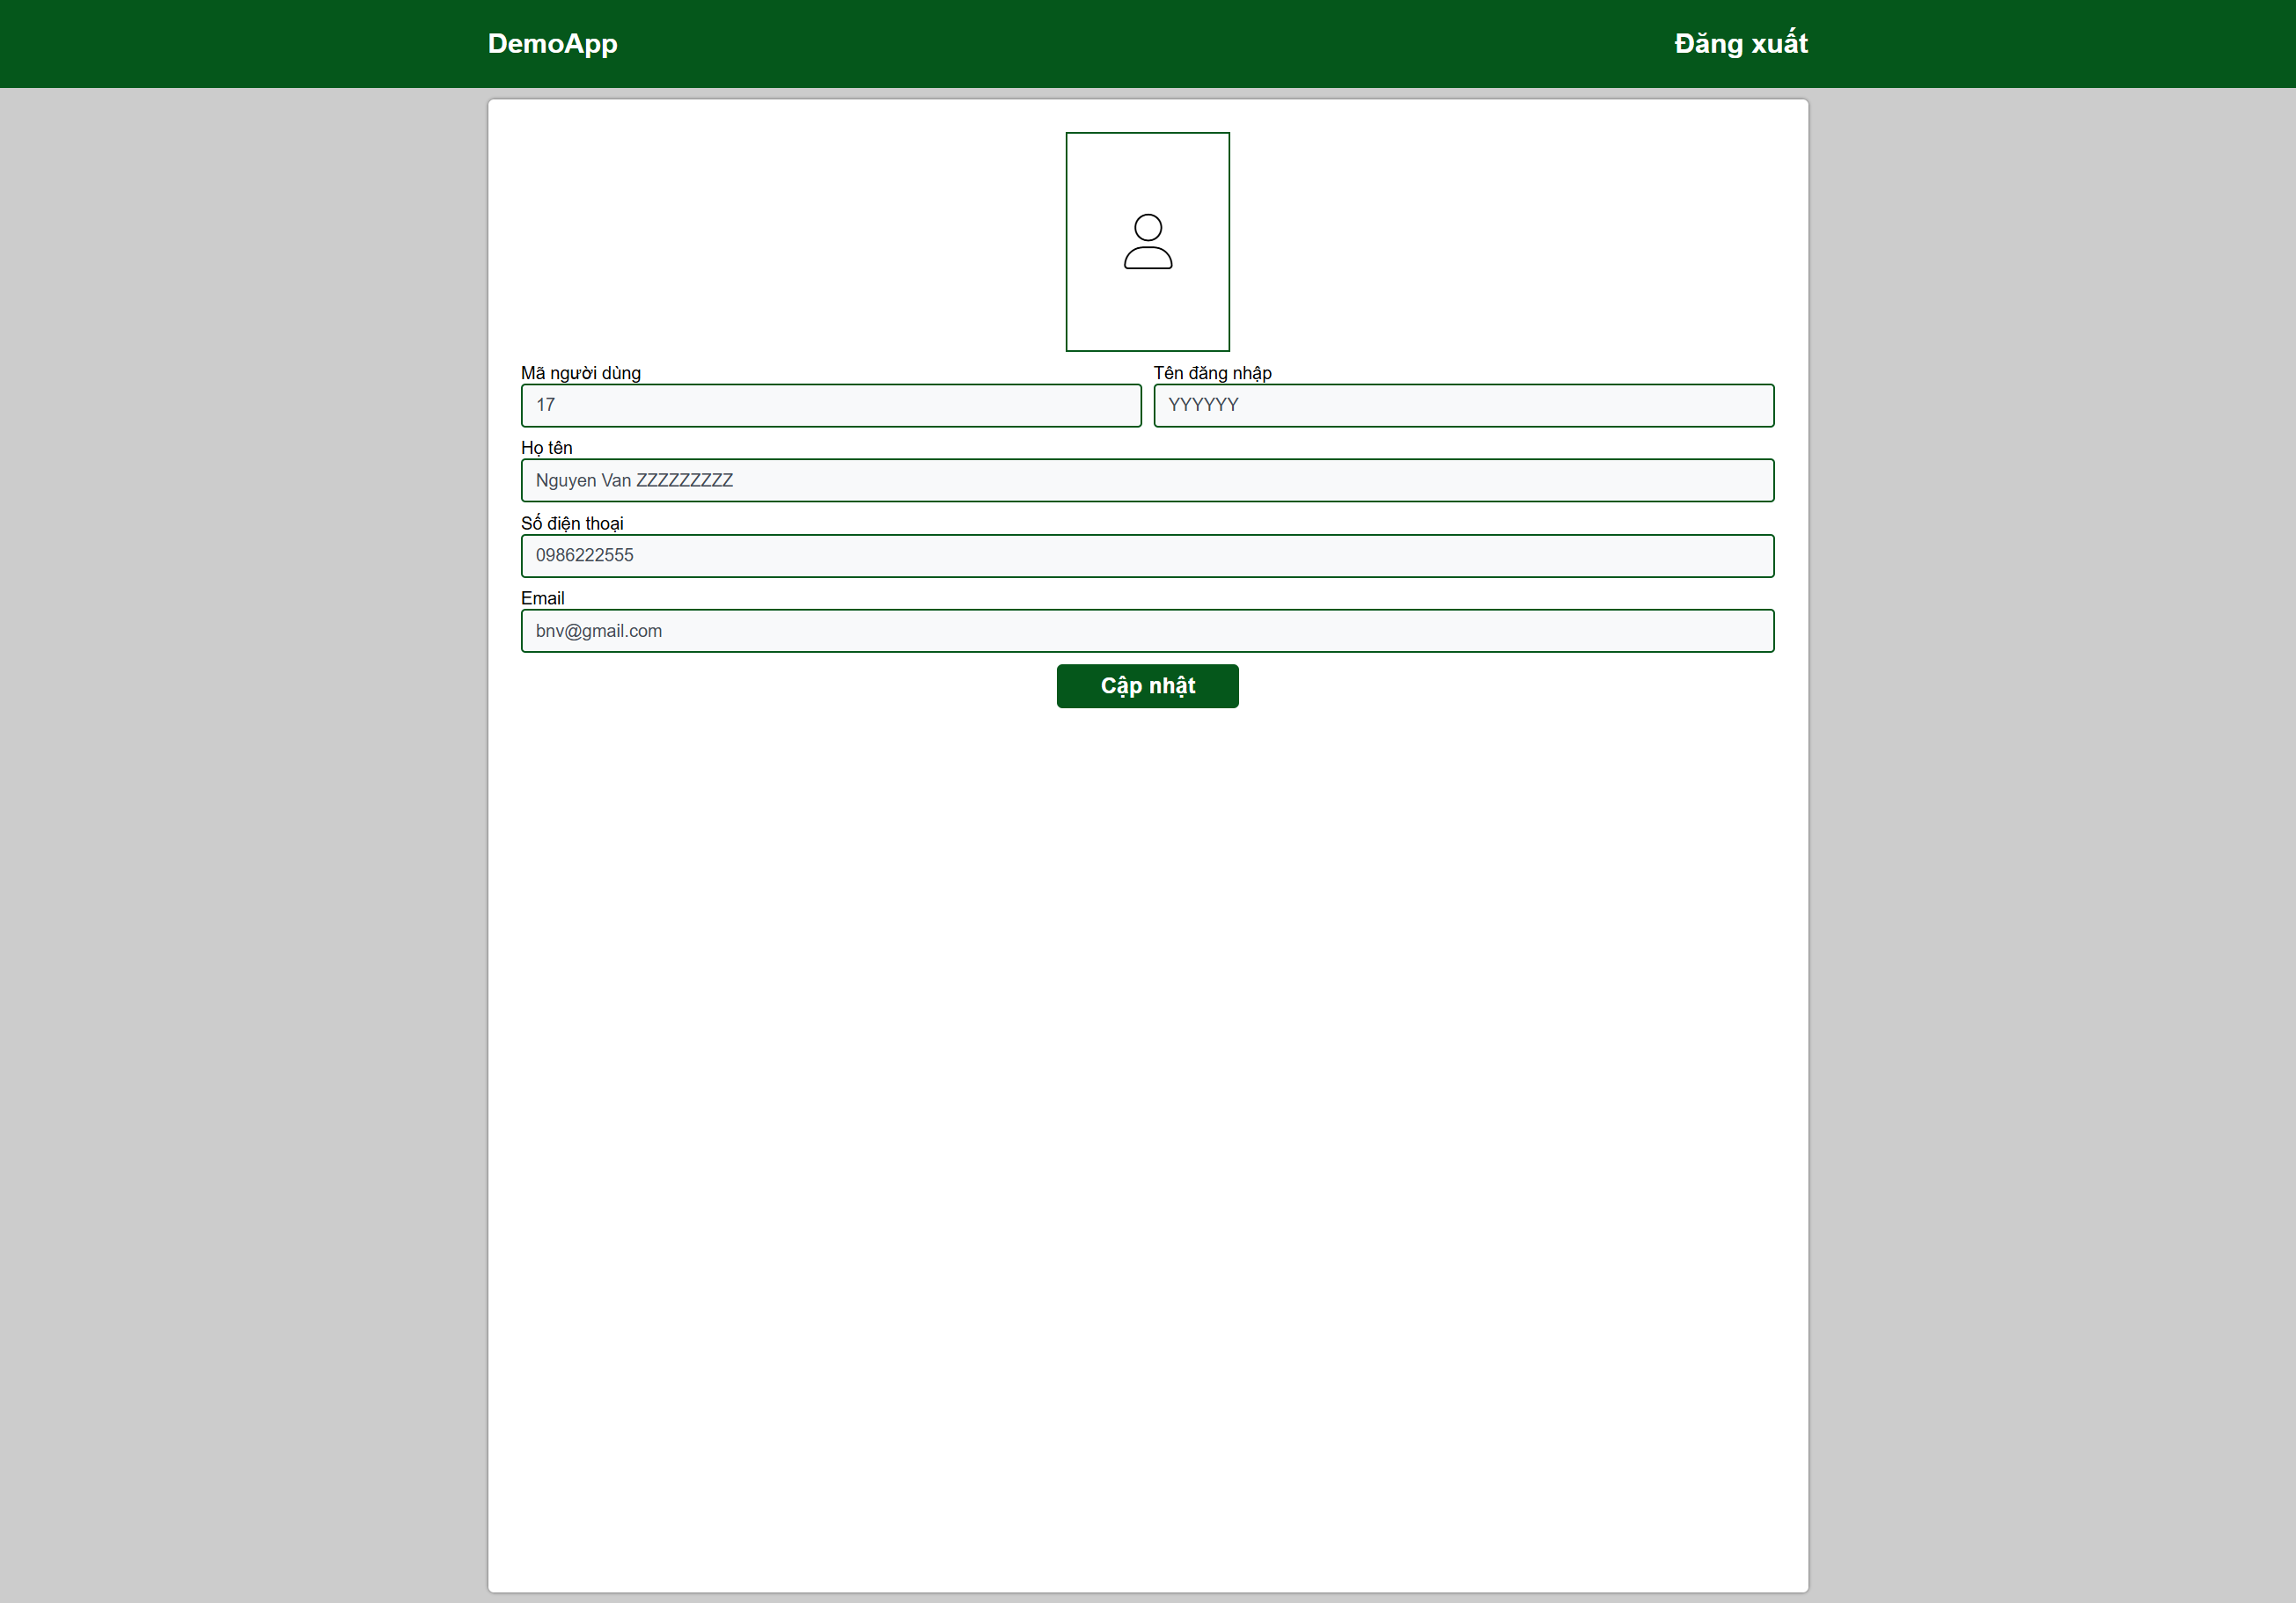 DemoApp
Đăng xuất
Mã người dùng
Tên đăng nhập
17
YYYYYY
Họ tên
Nguyen Van ZZZZZZZZZ
Số điện thoại
0986222555
Email
bnv@gmail.com
Cập nhật